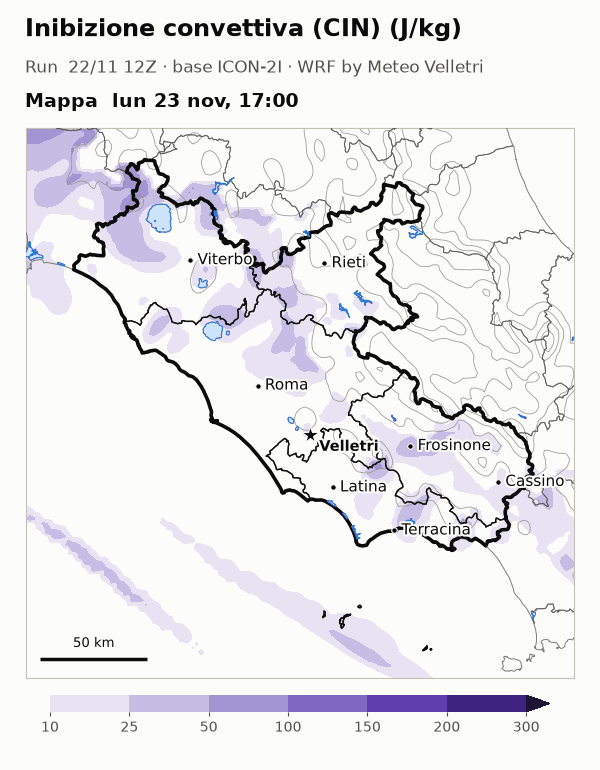 Inibizione convettiva (CIN) (J/kg)
Run  22/11 12Z · base ICON-2I · WRF by Meteo Velletri
Mappa  lun 23 nov, 17:00
Viterbo
Rieti
Roma
Velletri
Frosinone
Latina
Cassino
Terracina
50 km
10 25 50 100 150 200 300